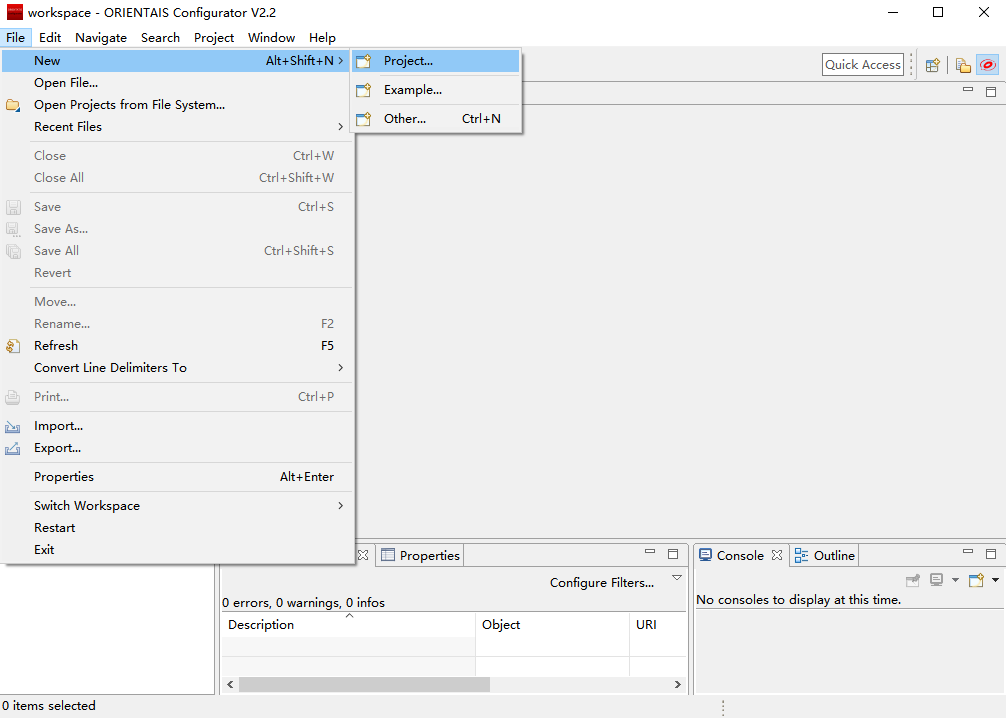 workspace - ORIENTAIS Configurator V2.2
File Edit Navigate Search Project Window Help
New Alt+Shift+N
Project...
Quick Access
Open File...
Example...
Open Projects from File System...
Other... Ctrl+N
Recent Files
Close Ctrl+W
Close All Ctrl+Shift+W
Save Ctrl+S
Save As...
Save All Ctrl+Shift+S
Revert
Move...
Rename... F2
Refresh F5
Convert Line Delimiters To
Print... Ctrl+P
Import...
Export...
Properties Alt+Enter
Switch Workspace
Restart
Exit
Properties
Configure Filters...
0 errors, 0 warnings, 0 infos
Description Object URI
Console Outline
No consoles to display at this time.
0 items selected